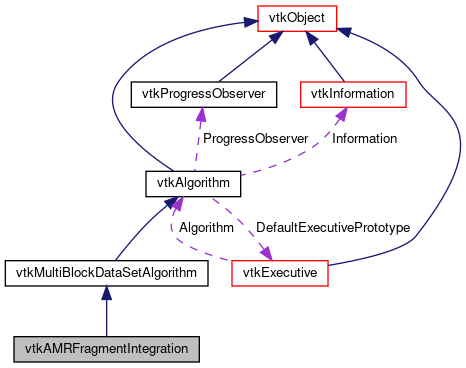 vtkObject
vtkProgressObserver
vtkInformation
ProgressObserver
Information
vtkAlgorithm
Algorithm
DefaultExecutivePrototype
vtkMultiBlockDataSetAlgorithm
vtkExecutive
vtkAMRFragmentIntegration